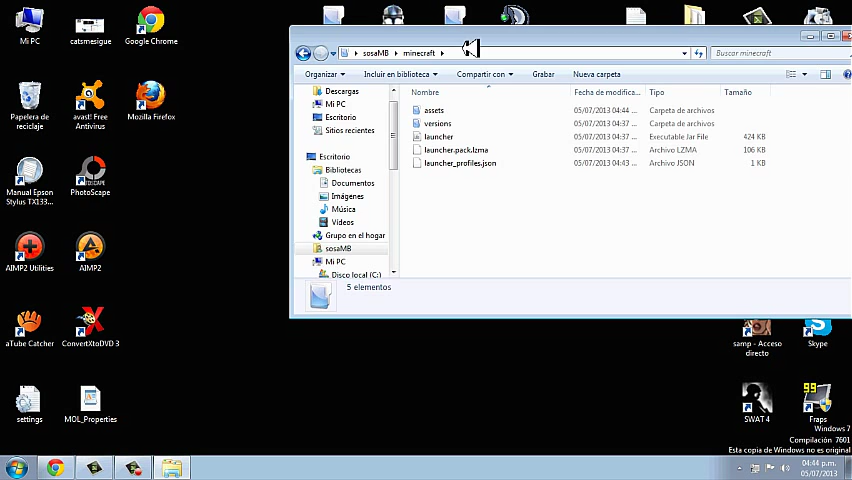 Mi PC
catsmesigue
Google Chrome
Papelera de reciclaje
avast! Free Antivirus
Mozilla Firefox
Manual Epson Stylus TX133...
PhotoScape
AIMP2 Utilities
AIMP2
aTube Catcher
ConvertXtoDVD 3
settings
MOL_Properties
sosaMB
minecraft
Buscar minecraft
Organizar
Incluir en biblioteca
Compartir con
Grabar
Nueva carpeta
Descargas
Mi PC
Escritorio
Sitios recientes
Escritorio
Bibliotecas
Documentos
Imágenes
Música
Vídeos
Grupo en el hogar
sosaMB
Mi PC
Disco local (C:)
Nombre
Fecha de modifica...
Tipo
Tamaño
assets
05/07/2013 04:44 ...
Carpeta de archivos
versions
05/07/2013 04:37 ...
Carpeta de archivos
launcher
05/07/2013 04:37 ...
Executable Jar File
424 KB
launcher.pack.lzma
05/07/2013 04:37 ...
Archivo LZMA
106 KB
launcher_profiles.json
05/07/2013 04:43 ...
Archivo JSON
1 KB
5 elementos
samp - Acceso directo
Skype
SWAT 4
99
Fraps
Windows 7
Compilación 7601
Esta copia de Windows no es original
04:44 p.m.
05/07/2013